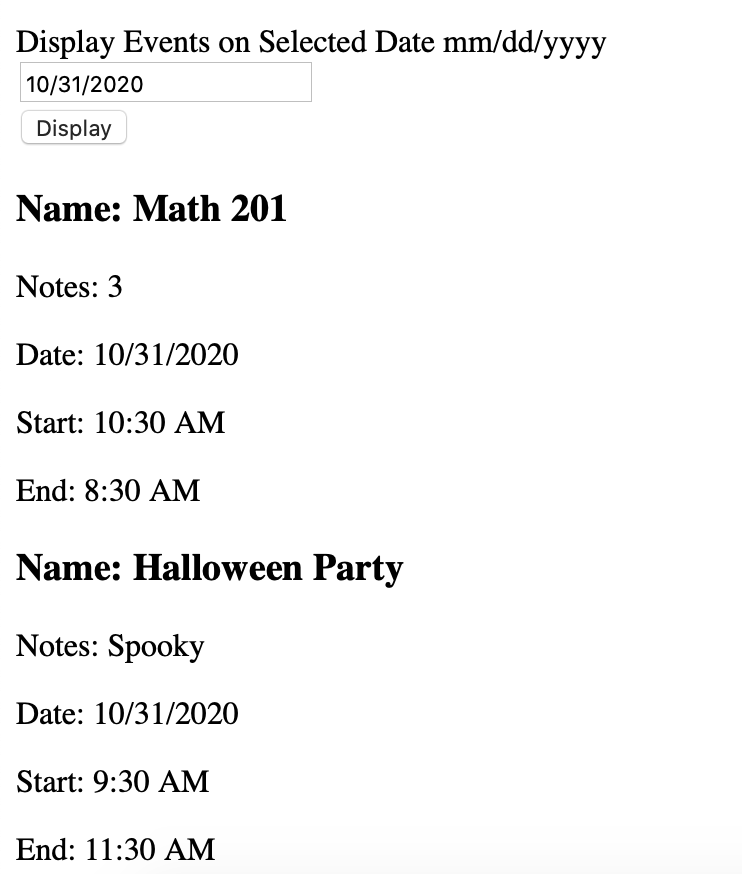 Display Events on Selected Date mm/dd/yyyy
10/31/2020
Display
Name: Math 201
Notes: 3
Date: 10/31/2020
Start: 10:30 AM
End: 8:30 AM
Name: Halloween Party
Notes: Spooky
Date: 10/31/2020
Start: 9:30 AM
End: 11:30 AM